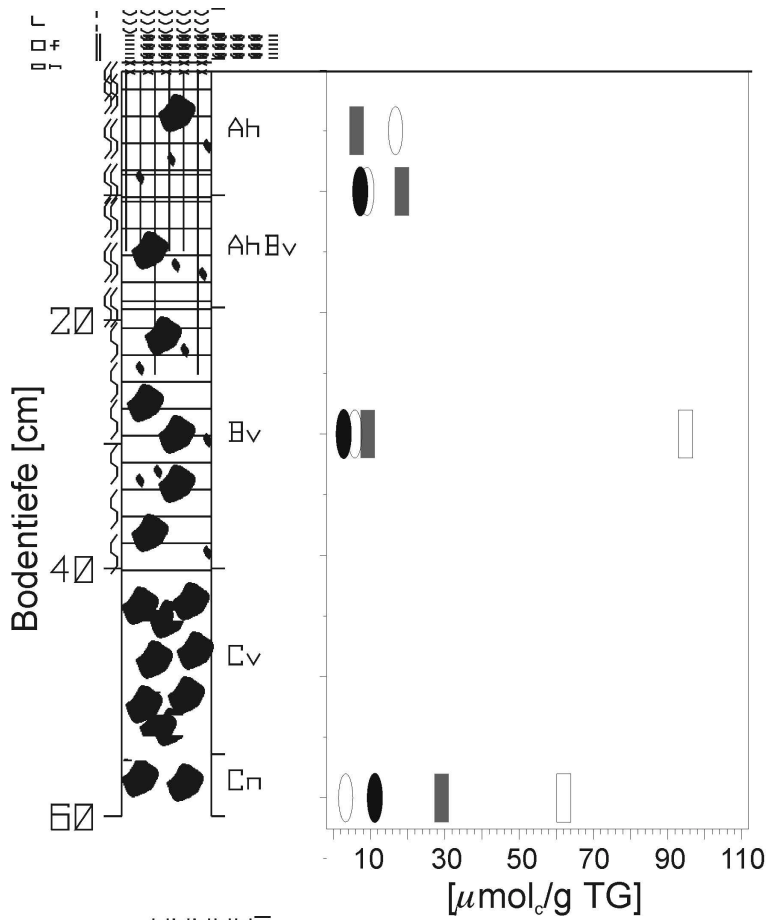 L
O f
O I
Ah
AhBv
20
Bv
Bodentiefe [cm]
40
Cv
Cn
60
10 30 50 70 90 110
[μmolc/g TG]